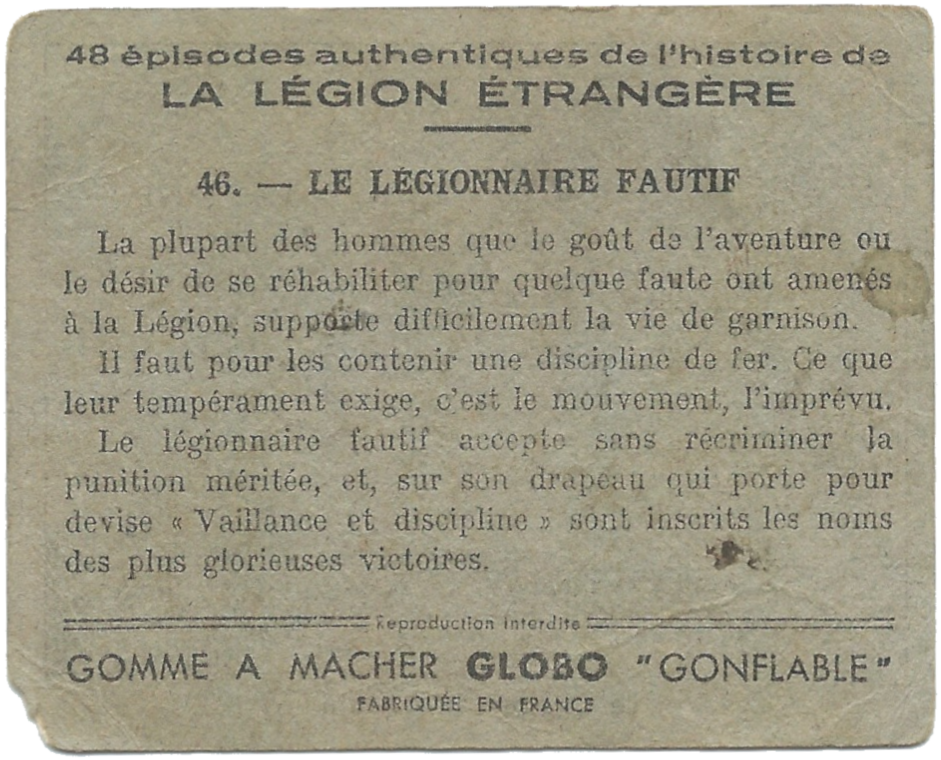 48 épisodes authentiques de l'histoire de
LA LÉGION ÉTRANGÈRE
46. — LE LÉGIONNAIRE FAUTIF
La plupart des hommes que le goût de l'aventure ou
le désir de se réhabiliter pour quelque faute ont amenés
à la Légion, supporte difficilement la vie de garnison.
Il faut pour les contenir une discipline de fer. Ce que
leur tempérament exige, c'est le mouvement, l'imprévu.
Le légionnaire fautif accepte sans récriminer la
punition méritée, et, sur son drapeau qui porte pour
devise « Vaillance et discipline » sont inscrits les noms
des plus glorieuses victoires.
Reproduction Interdite
GOMME A MACHER GLOBO "GONFLABLE"
FABRIQUÉE EN FRANCE